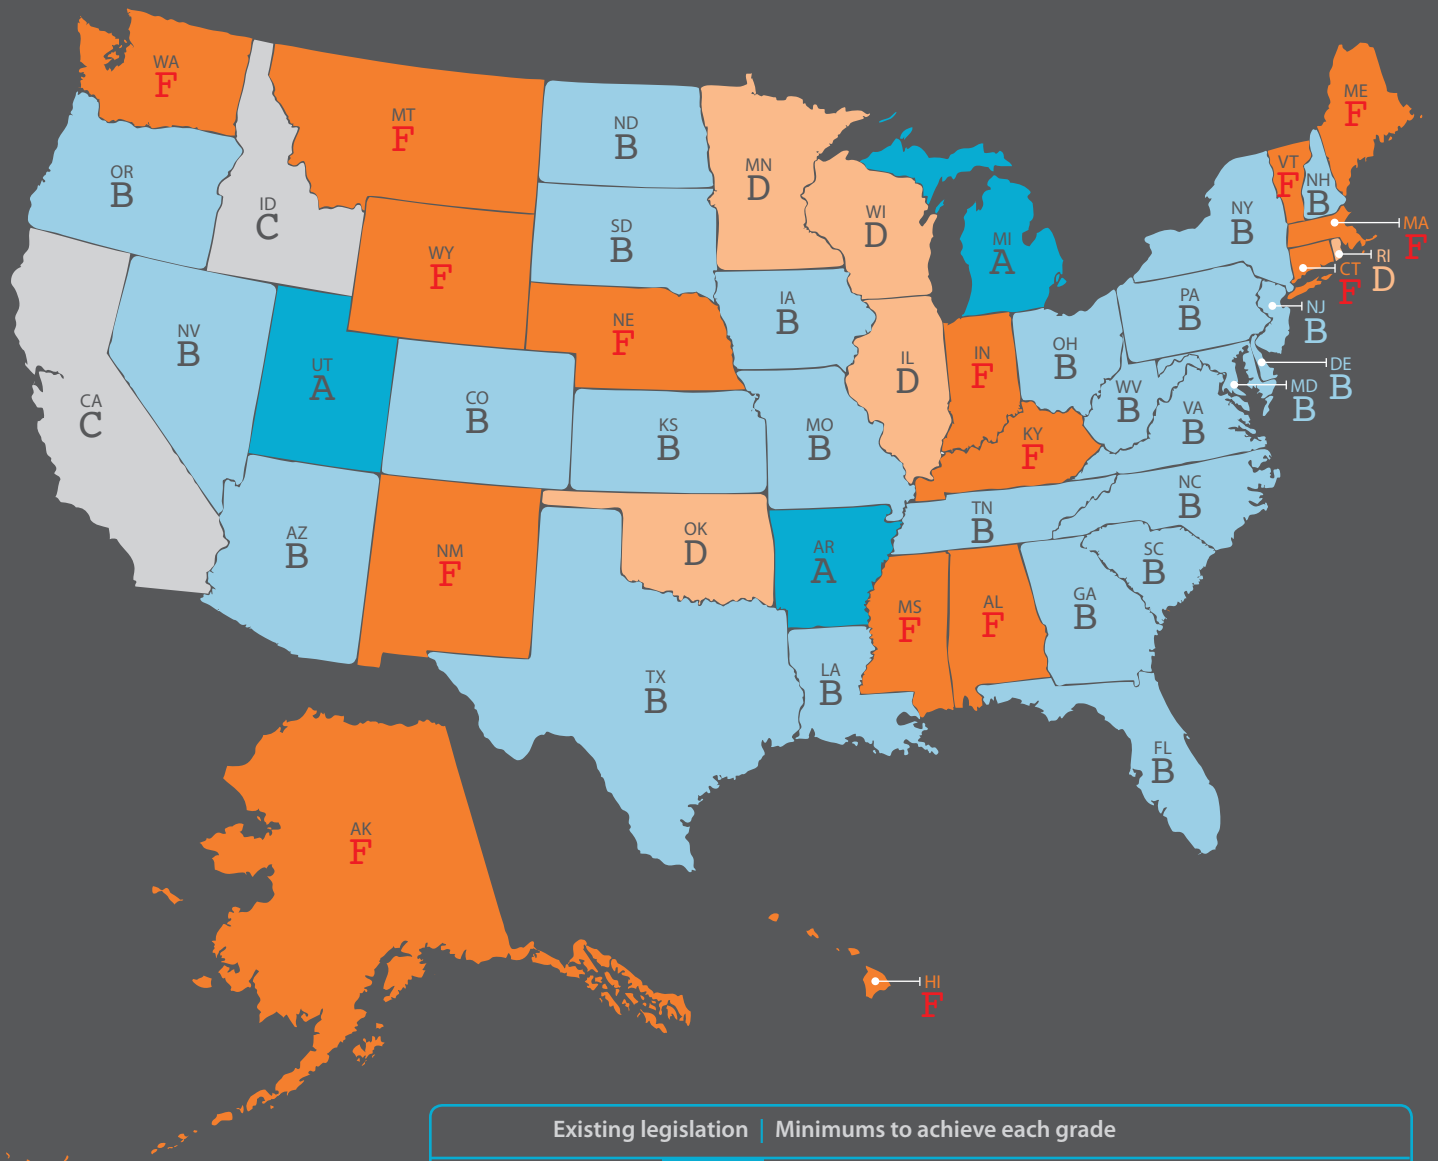 WA
F
MT
F
ND
B
MN
D
ME
F
OR
B
ID
C
WY
F
SD
B
WI
D
MI
A
NY
B
VT
F
NH
B
MA
F
RI
D
CT
F
NV
B
UT
A
NE
F
IA
B
IL
D
IN
F
OH
B
PA
B
NJ
B
DE
B
MD
B
CA
C
CO
B
KS
B
MO
B
KY
F
WV
B
VA
B
AZ
B
NM
F
OK
D
AR
A
TN
B
NC
B
SC
B
TX
B
LA
B
MS
F
AL
F
GA
B
FL
B
AK
F
HI
F
Existing legislation | Minimums to achieve each grade